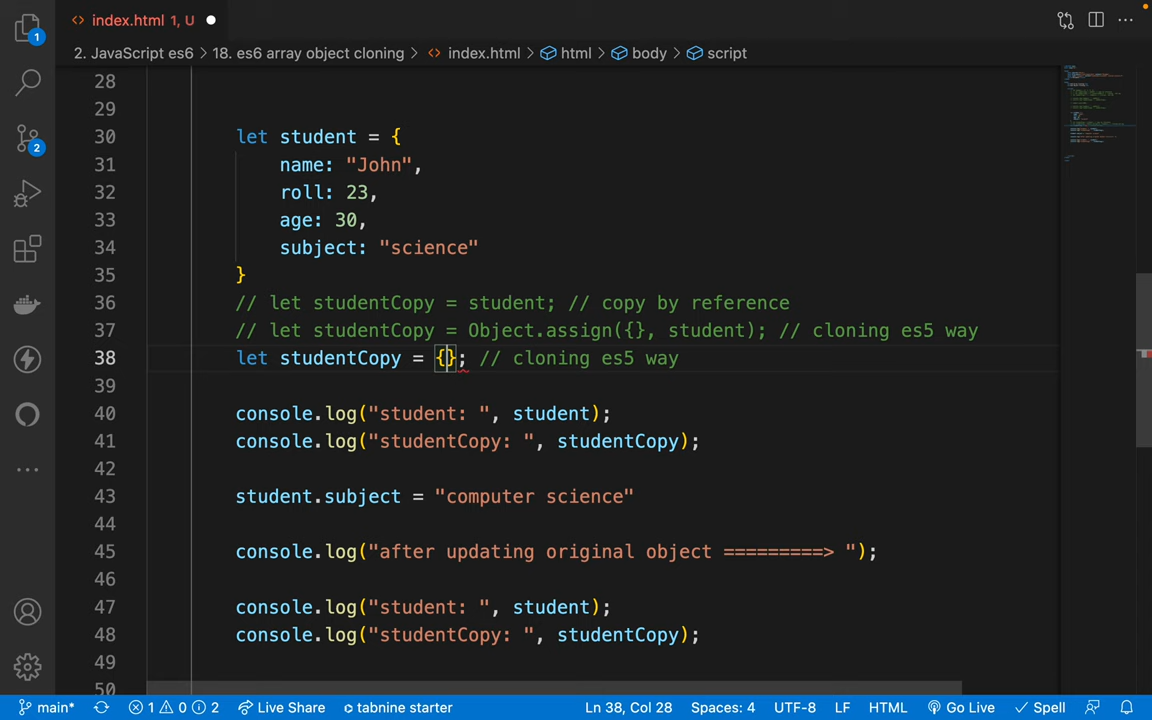 index.html 1, U
2. JavaScript es6 > 18. es6 array object cloning > index.html > html > body > script
1
2
28
29
30 let student = {
31 name: "John",
32 roll: 23,
33 age: 30,
34 subject: "science"
35 }
36 // let studentCopy = student; // copy by reference
37 // let studentCopy = Object.assign({}, student); // cloning es5 way
38 let studentCopy = {}; // cloning es5 way
39
40 console.log("student: ", student);
41 console.log("studentCopy: ", studentCopy);
42
43 student.subject = "computer science"
44
45 console.log("after updating original object =========> ");
46
47 console.log("student: ", student);
48 console.log("studentCopy: ", studentCopy);
49
50
main* 1 0 2 Live Share tabnine starter Ln 38, Col 28 Spaces: 4 UTF-8 LF HTML Go Live Spell